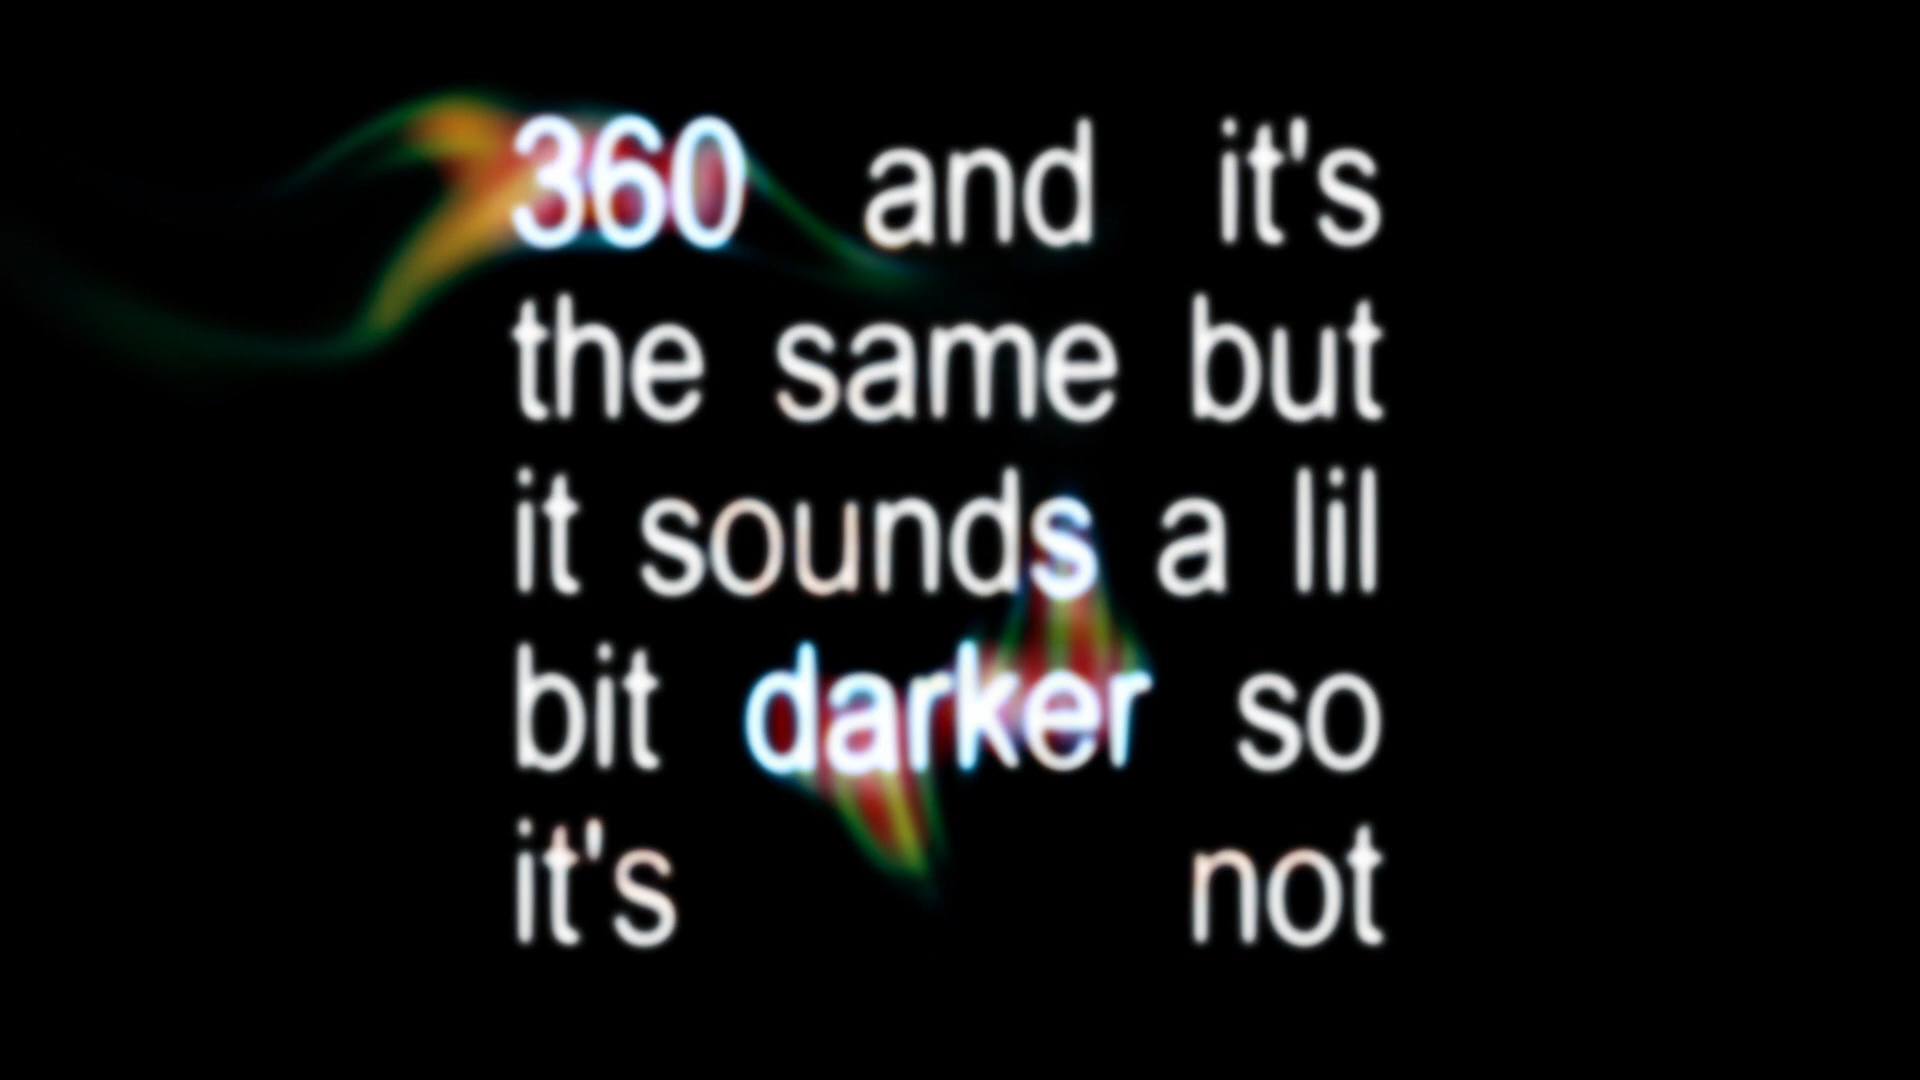 360 and it's
the same but
it sounds a lil
bit darker so
it's not